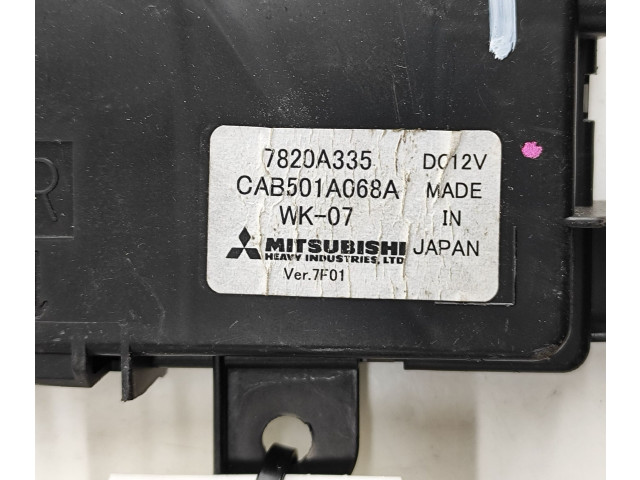 R
7820A335 DC12V
CAB501A068A MADE
WK-07 IN
MITSUBISHI JAPAN
HEAVY INDUSTRIES, LTD
Ver.7F01